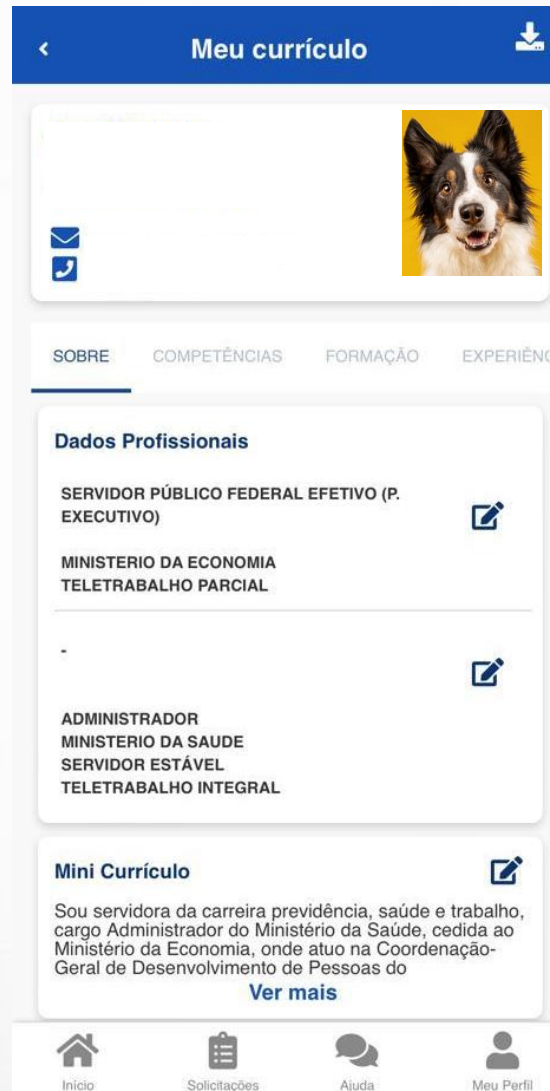 Meu currículo
SOBRE COMPETÊNCIAS FORMAÇÃO EXPERIÊNC
Dados Profissionais
SERVIDOR PÚBLICO FEDERAL EFETIVO (P.
EXECUTIVO)
MINISTERIO DA ECONOMIA
TELETRABALHO PARCIAL
-
ADMINISTRADOR
MINISTERIO DA SAUDE
SERVIDOR ESTÁVEL
TELETRABALHO INTEGRAL
Mini Currículo
Sou servidora da carreira previdência, saúde e trabalho,
cargo Administrador do Ministério da Saúde, cedida ao
Ministério da Economia, onde atuo na Coordenação-
Geral de Desenvolvimento de Pessoas do
Ver mais
Início Solicitações Ajuda Meu Perfil